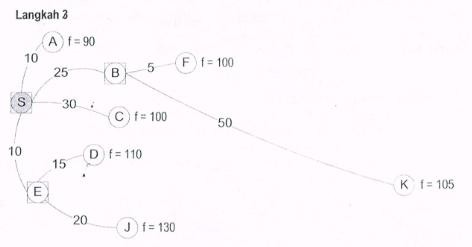 Langkah 3
A f = 90
10
25 B 5 F f = 100
S 30 C f = 100
50
10 15 D f = 110
E K f = 105
20 J f = 130